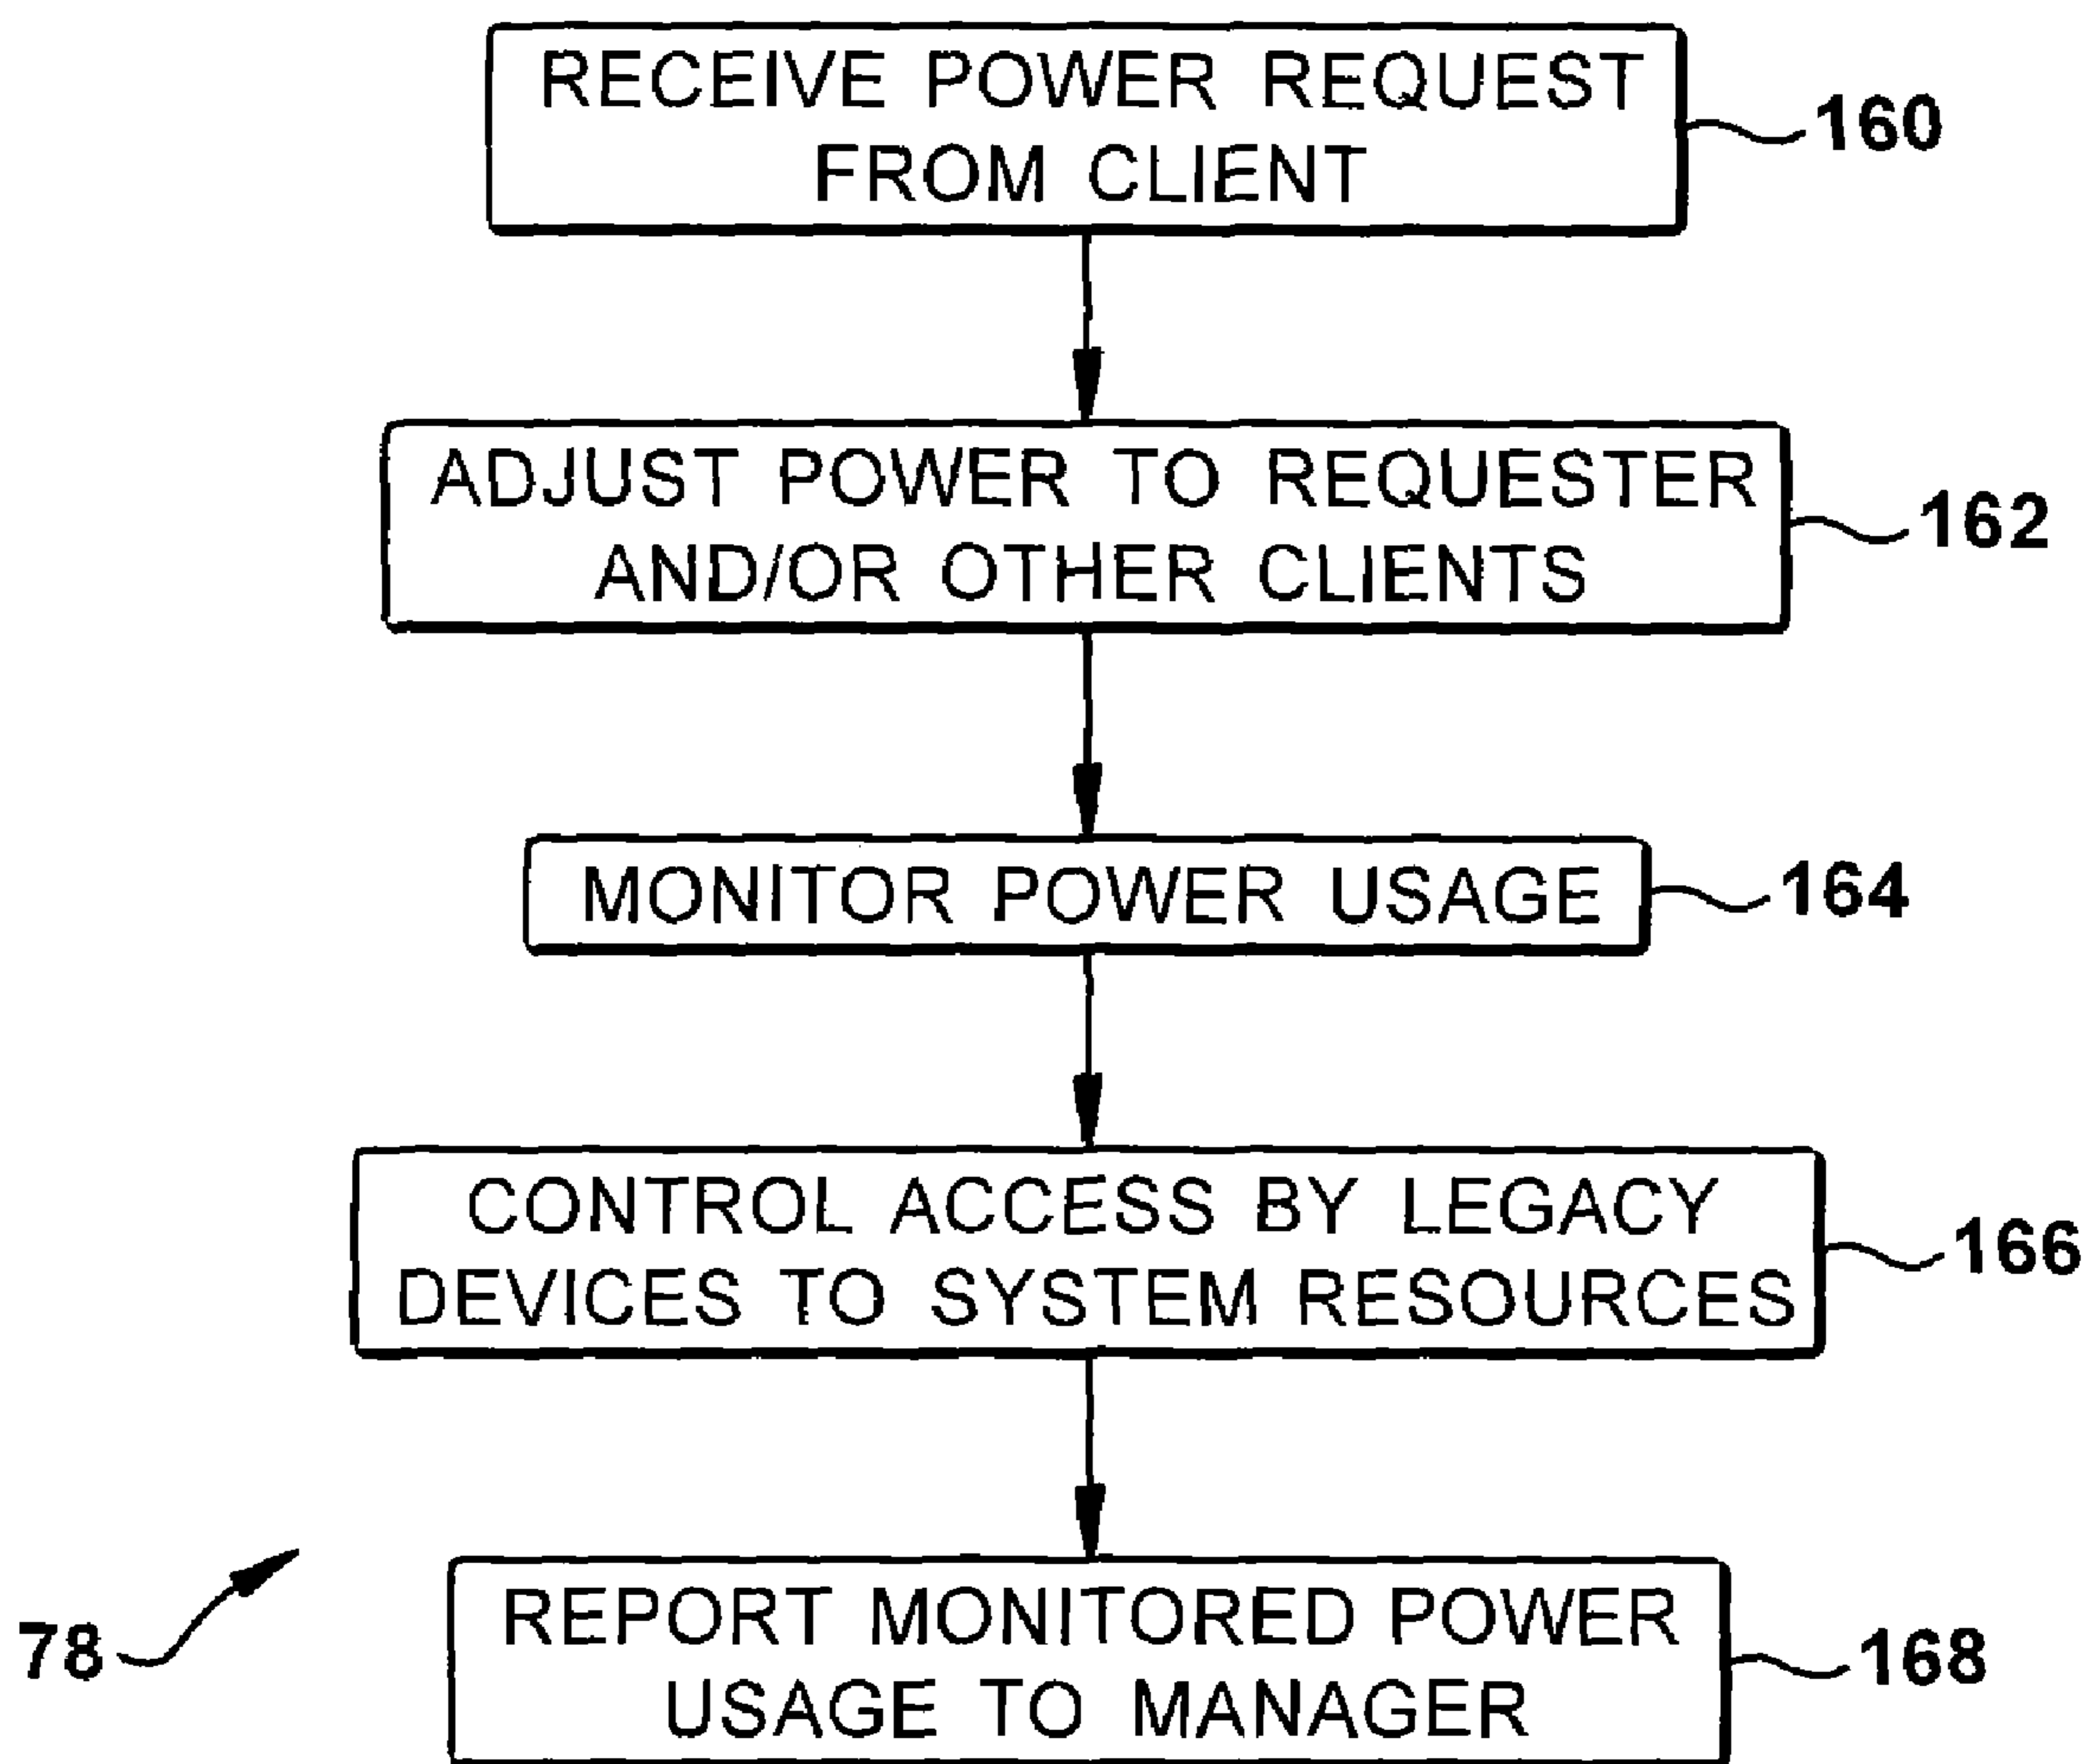 RECEIVE POWER REQUEST
FROM CLIENT
160
ADJUST POWER TO REQUESTER
AND/OR OTHER CLIENTS
162
MONITOR POWER USAGE
164
CONTROL ACCESS BY LEGACY
DEVICES TO SYSTEM RESOURCES
166
REPORT MONITORED POWER
USAGE TO MANAGER
168
78